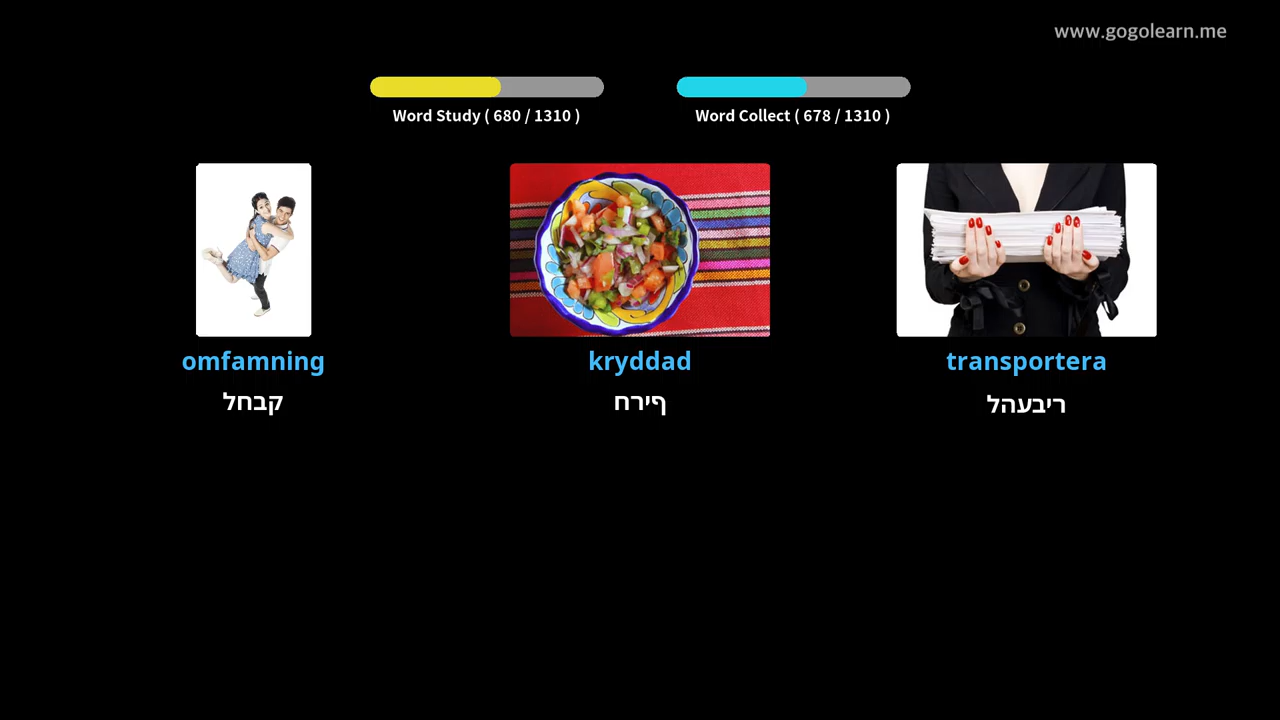 www.gogolearn.me
Word Study ( 680 / 1310 )
Word Collect ( 678 / 1310 )
omfamning
kryddad
transportera
קבחל
ףירח
ריבעהל